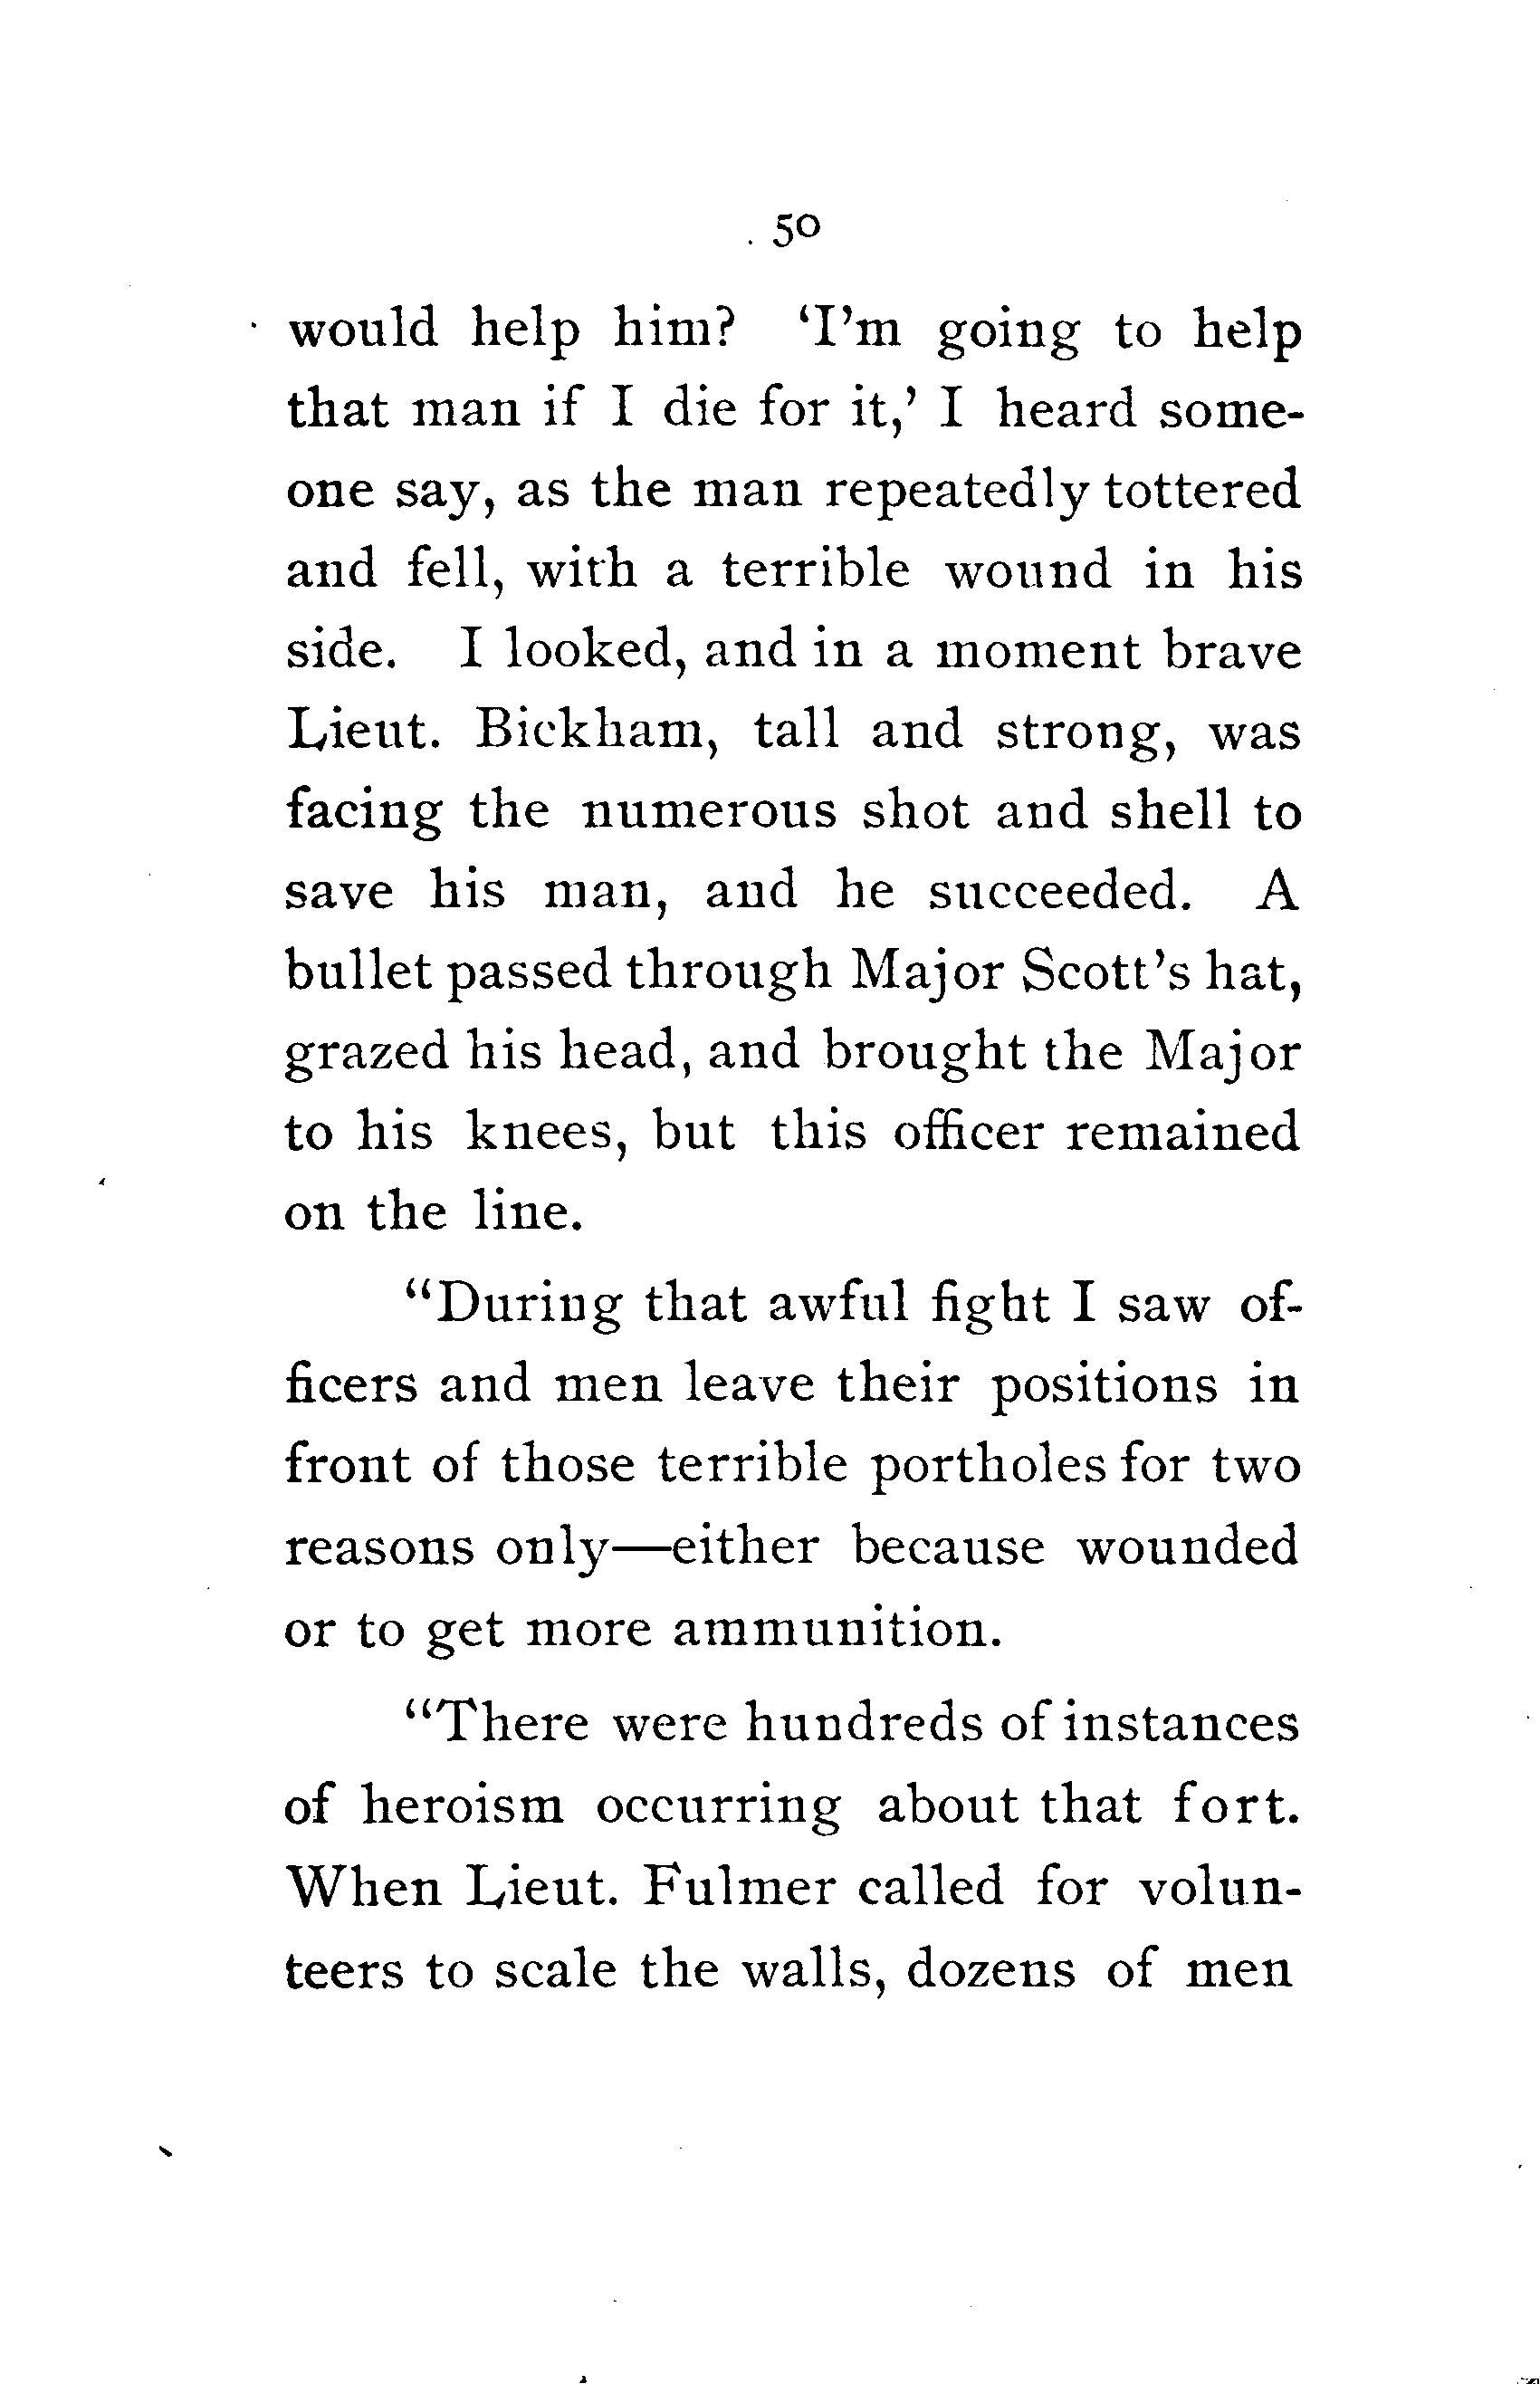 50
would help him? 'I'm going to help
that man if I die for it,' I heard some-
one say, as the man repeatedly tottered
and fell, with a terrible wound in his
side. I looked, and in a moment brave
Lieut. Bickham, tall and strong, was
facing the numerous shot and shell to
save his man, and he succeeded. A
bullet passed through Major Scott's hat,
grazed his head, and brought the Major
to his knees, but this officer remained
on the line.
"During that awful fight I saw of-
ficers and men leave their positions in
front of those terrible portholes for two
reasons only—either because wounded
or to get more ammunition.
"There were hundreds of instances
of heroism occurring about that fort.
When Lieut. Fulmer called for volun-
teers to scale the walls, dozens of men